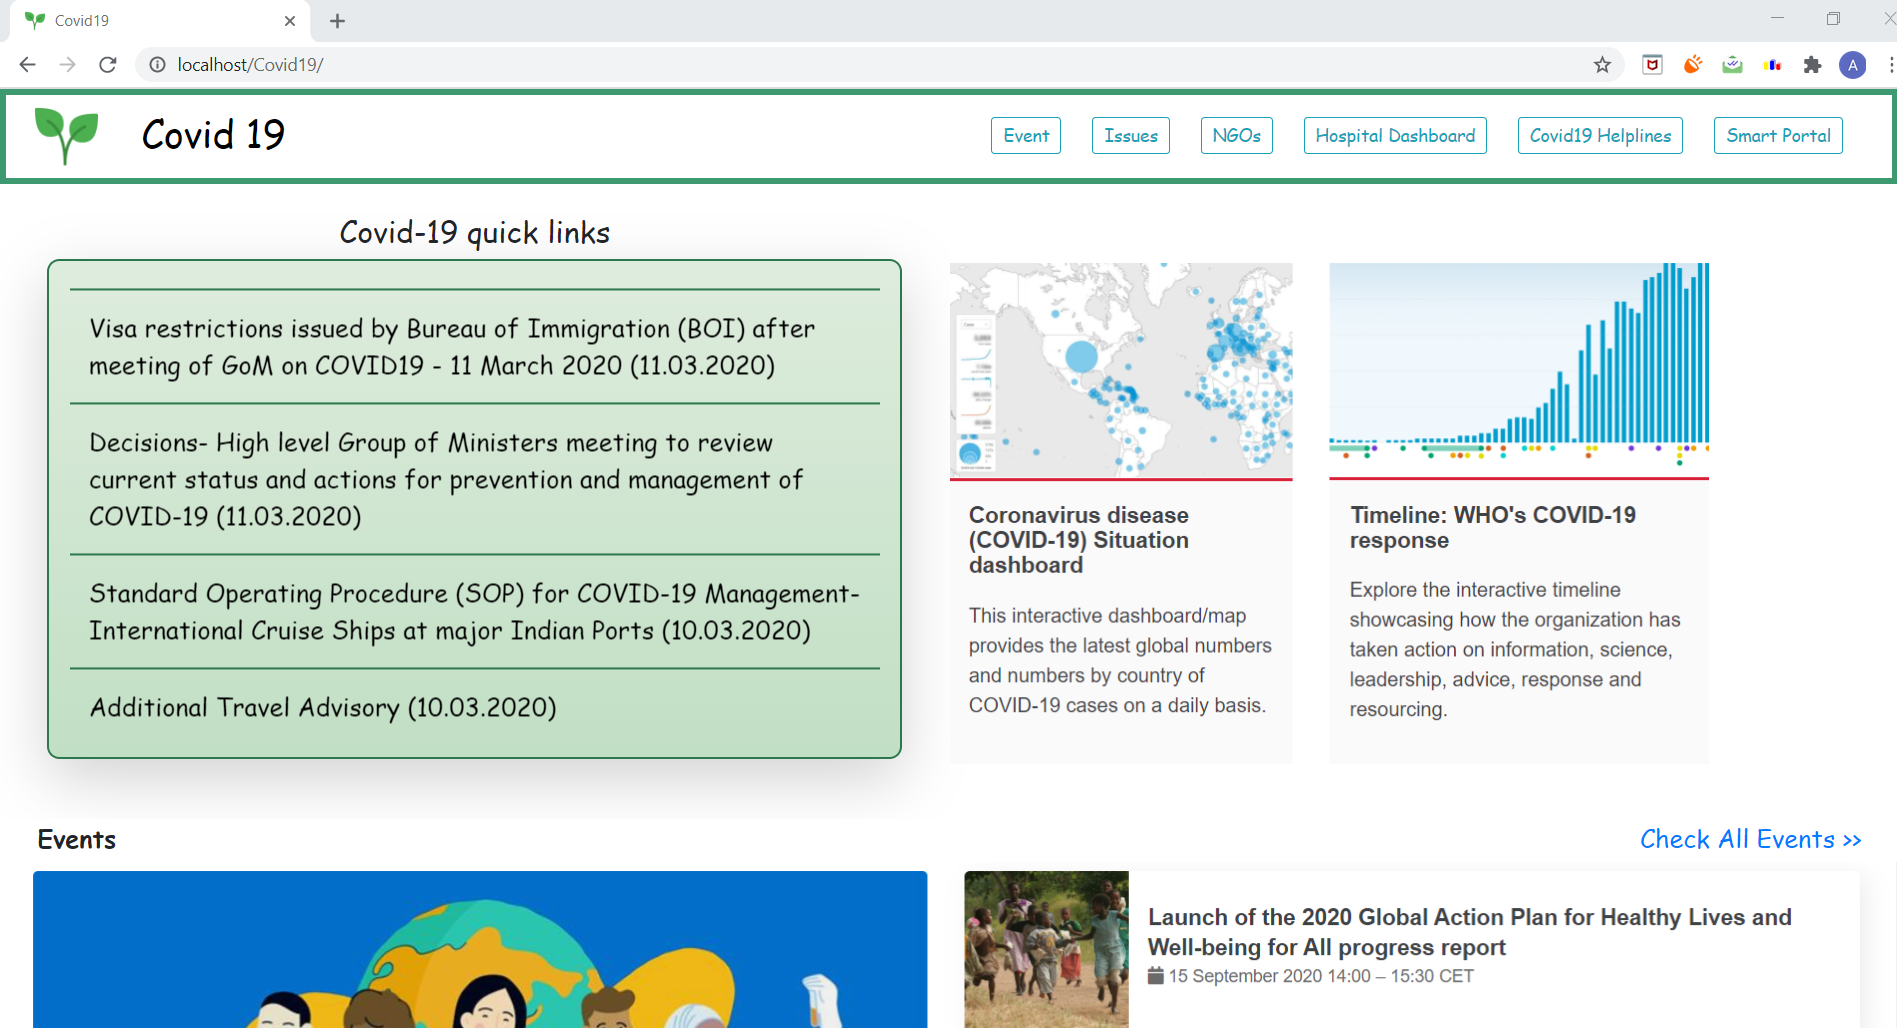 Covid19
localhost/Covid19/
A
Covid 19
Event
Issues
NGOs
Hospital Dashboard
Covid19 Helplines
Smart Portal
Covid-19 quick links
Visa restrictions issued by Bureau of Immigration (BOI) after
meeting of GoM on COVID19 - 11 March 2020 (11.03.2020)
Decisions- High level Group of Ministers meeting to review
current status and actions for prevention and management of
COVID-19 (11.03.2020)
Standard Operating Procedure (SOP) for COVID-19 Management-
International Cruise Ships at major Indian Ports (10.03.2020)
Additional Travel Advisory (10.03.2020)
Coronavirus disease
(COVID-19) Situation
dashboard
This interactive dashboard/map
provides the latest global numbers
and numbers by country of
COVID-19 cases on a daily basis.
Timeline: WHO's COVID-19
response
Explore the interactive timeline
showcasing how the organization has
taken action on information, science,
leadership, advice, response and
resourcing.
Events
Check All Events >>
Launch of the 2020 Global Action Plan for Healthy Lives and
Well-being for All progress report
15 September 2020 14:00 – 15:30 CET